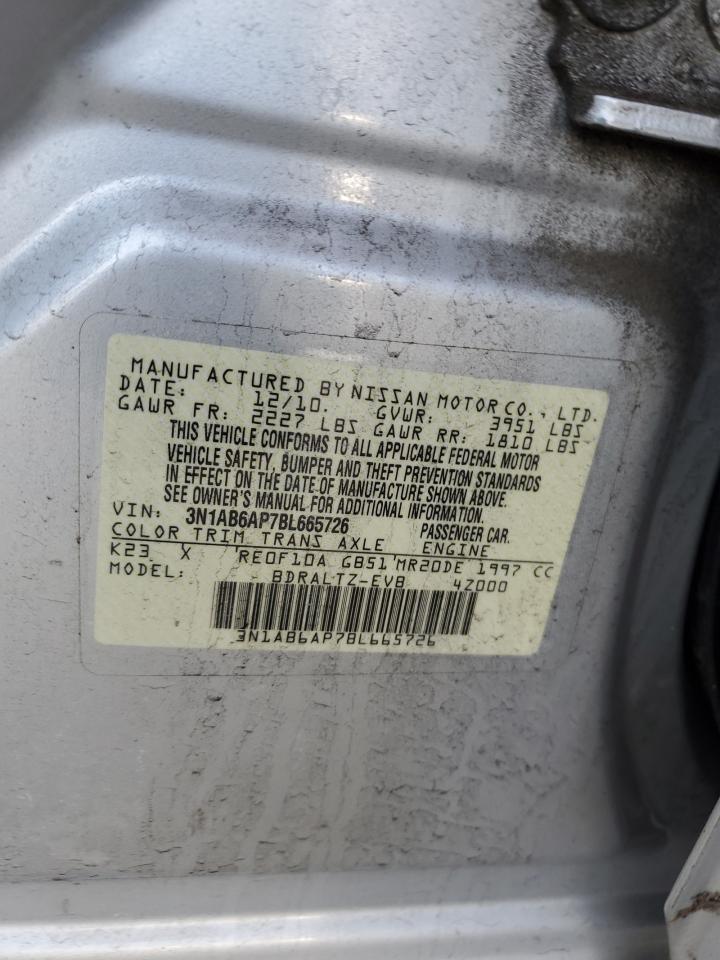 MANUFACTURED BY NISSAN MOTOR CO., LTD.
DATE: 12/10. GVWR: 3951 LBS
GAWR FR: 2227 LBS GAWR RR: 1810 LBS
THIS VEHICLE CONFORMS TO ALL APPLICABLE FEDERAL MOTOR
VEHICLE SAFETY, BUMPER AND THEFT PREVENTION STANDARDS
IN EFFECT ON THE DATE OF MANUFACTURE SHOWN ABOVE.
SEE OWNER'S MANUAL FOR ADDITIONAL INFORMATION
VIN: 3N1AB6AP7BL665726 PASSENGER CAR.
COLOR TRIM TRANS AXLE ENGINE
K23 X RE0F10A GB51 MR20DE 1997 CC
MODEL: BDRALTZ-EVB 4Z000
3N1AB6AP7BL665726